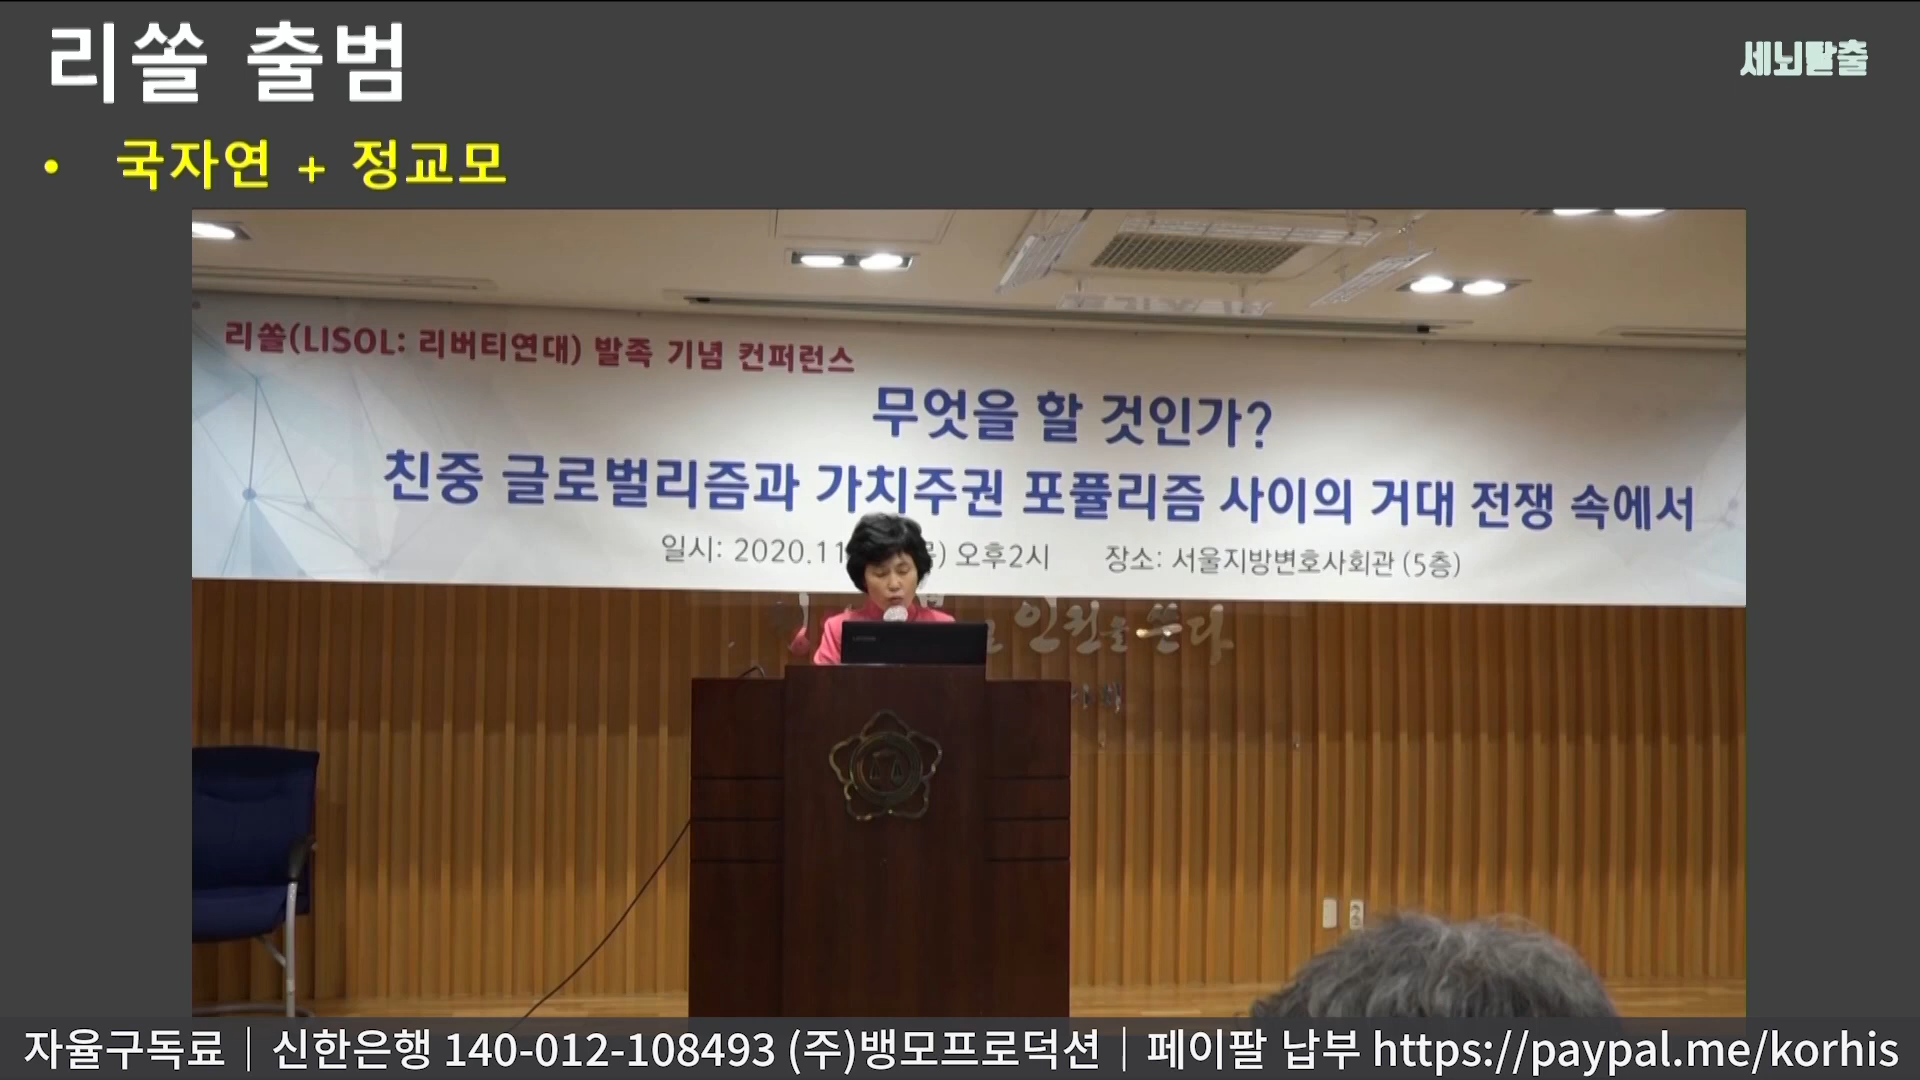 리쏠 출범
세뇌탈출
• 국자연 + 정교모
리쏠(LISOL: 리버티연대) 발족 기념 컨퍼런스
무엇을 할 것인가?
친중 글로벌리즘과 가치주권 포퓰리즘 사이의 거대 전쟁 속에서
일시: 2020.11 오후2시 장소: 서울지방변호사회관 (5층)
인권을 쓴다
자율구독료｜신한은행 140-012-108493 (주)뱅모프로덕션｜페이팔 납부 https://paypal.me/korhis